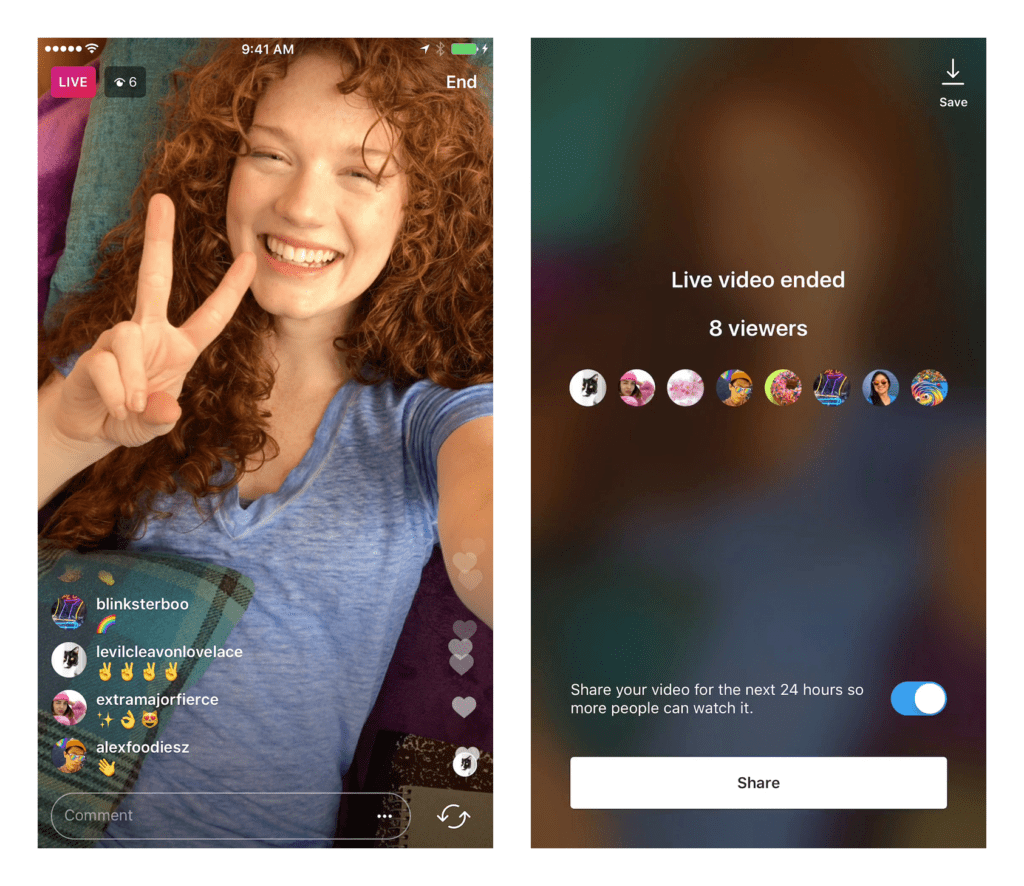 9:41 AM
LIVE
6
End
blinksterboo
🌈
levilcleavonlovelace
✌️✌️✌️✌️
extramajorfierce
✨👌😻
alexfoodiesz
👋
Comment
Save
Live video ended
8 viewers
Share your video for the next 24 hours so
more people can watch it.
Share